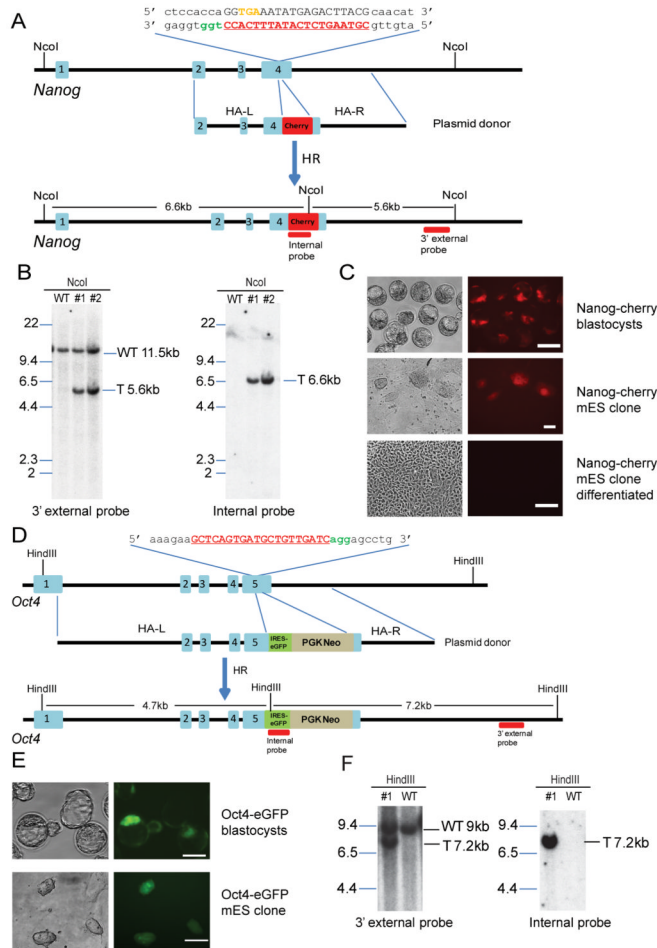 A
5' ctccaccaGGTGAAATATGAGACTTACGcaacat 3'
3' gaggtggtCCACTTTATACTCTGAATGCgttgta 5'
NcoI
NcoI
1
2
3
4
Nanog
HA-L
HA-R
2
3
4
Cherry
Plasmid donor
HR
NcoI
NcoI
NcoI
6.6kb
5.6kb
1
2
3
4
Cherry
Nanog
Internal
probe
3' external
probe
B
NcoI
WT #1 #2
22
9.4
6.5
4.4
2.3
2
WT 11.5kb
T 5.6kb
3' external probe
NcoI
WT #1 #2
22
9.4
6.5
4.4
2.3
2
T 6.6kb
Internal probe
C
Nanog-cherry
blastocysts
Nanog-cherry
mES clone
Nanog-cherry
mES clone
differentiated
D
5' aaagaaGCTCAGTGATGCTGTTGATCaggagcctg 3'
HindIII
HindIII
1
2
3
4
5
Oct4
HA-L
HA-R
2
3
4
5
IRES-
eGFP
PGK Neo
Plasmid donor
HR
HindIII
HindIII
HindIII
4.7kb
7.2kb
1
2
3
4
5
IRES-
eGFP
PGK Neo
Oct4
Internal
probe
3' external
probe
E
Oct4-eGFP
blastocysts
Oct4-eGFP
mES clone
F
HindIII
#1 WT
9.4
6.5
4.4
WT 9kb
T 7.2kb
3' external probe
HindIII
#1 WT
9.4
6.5
4.4
T 7.2kb
Internal probe